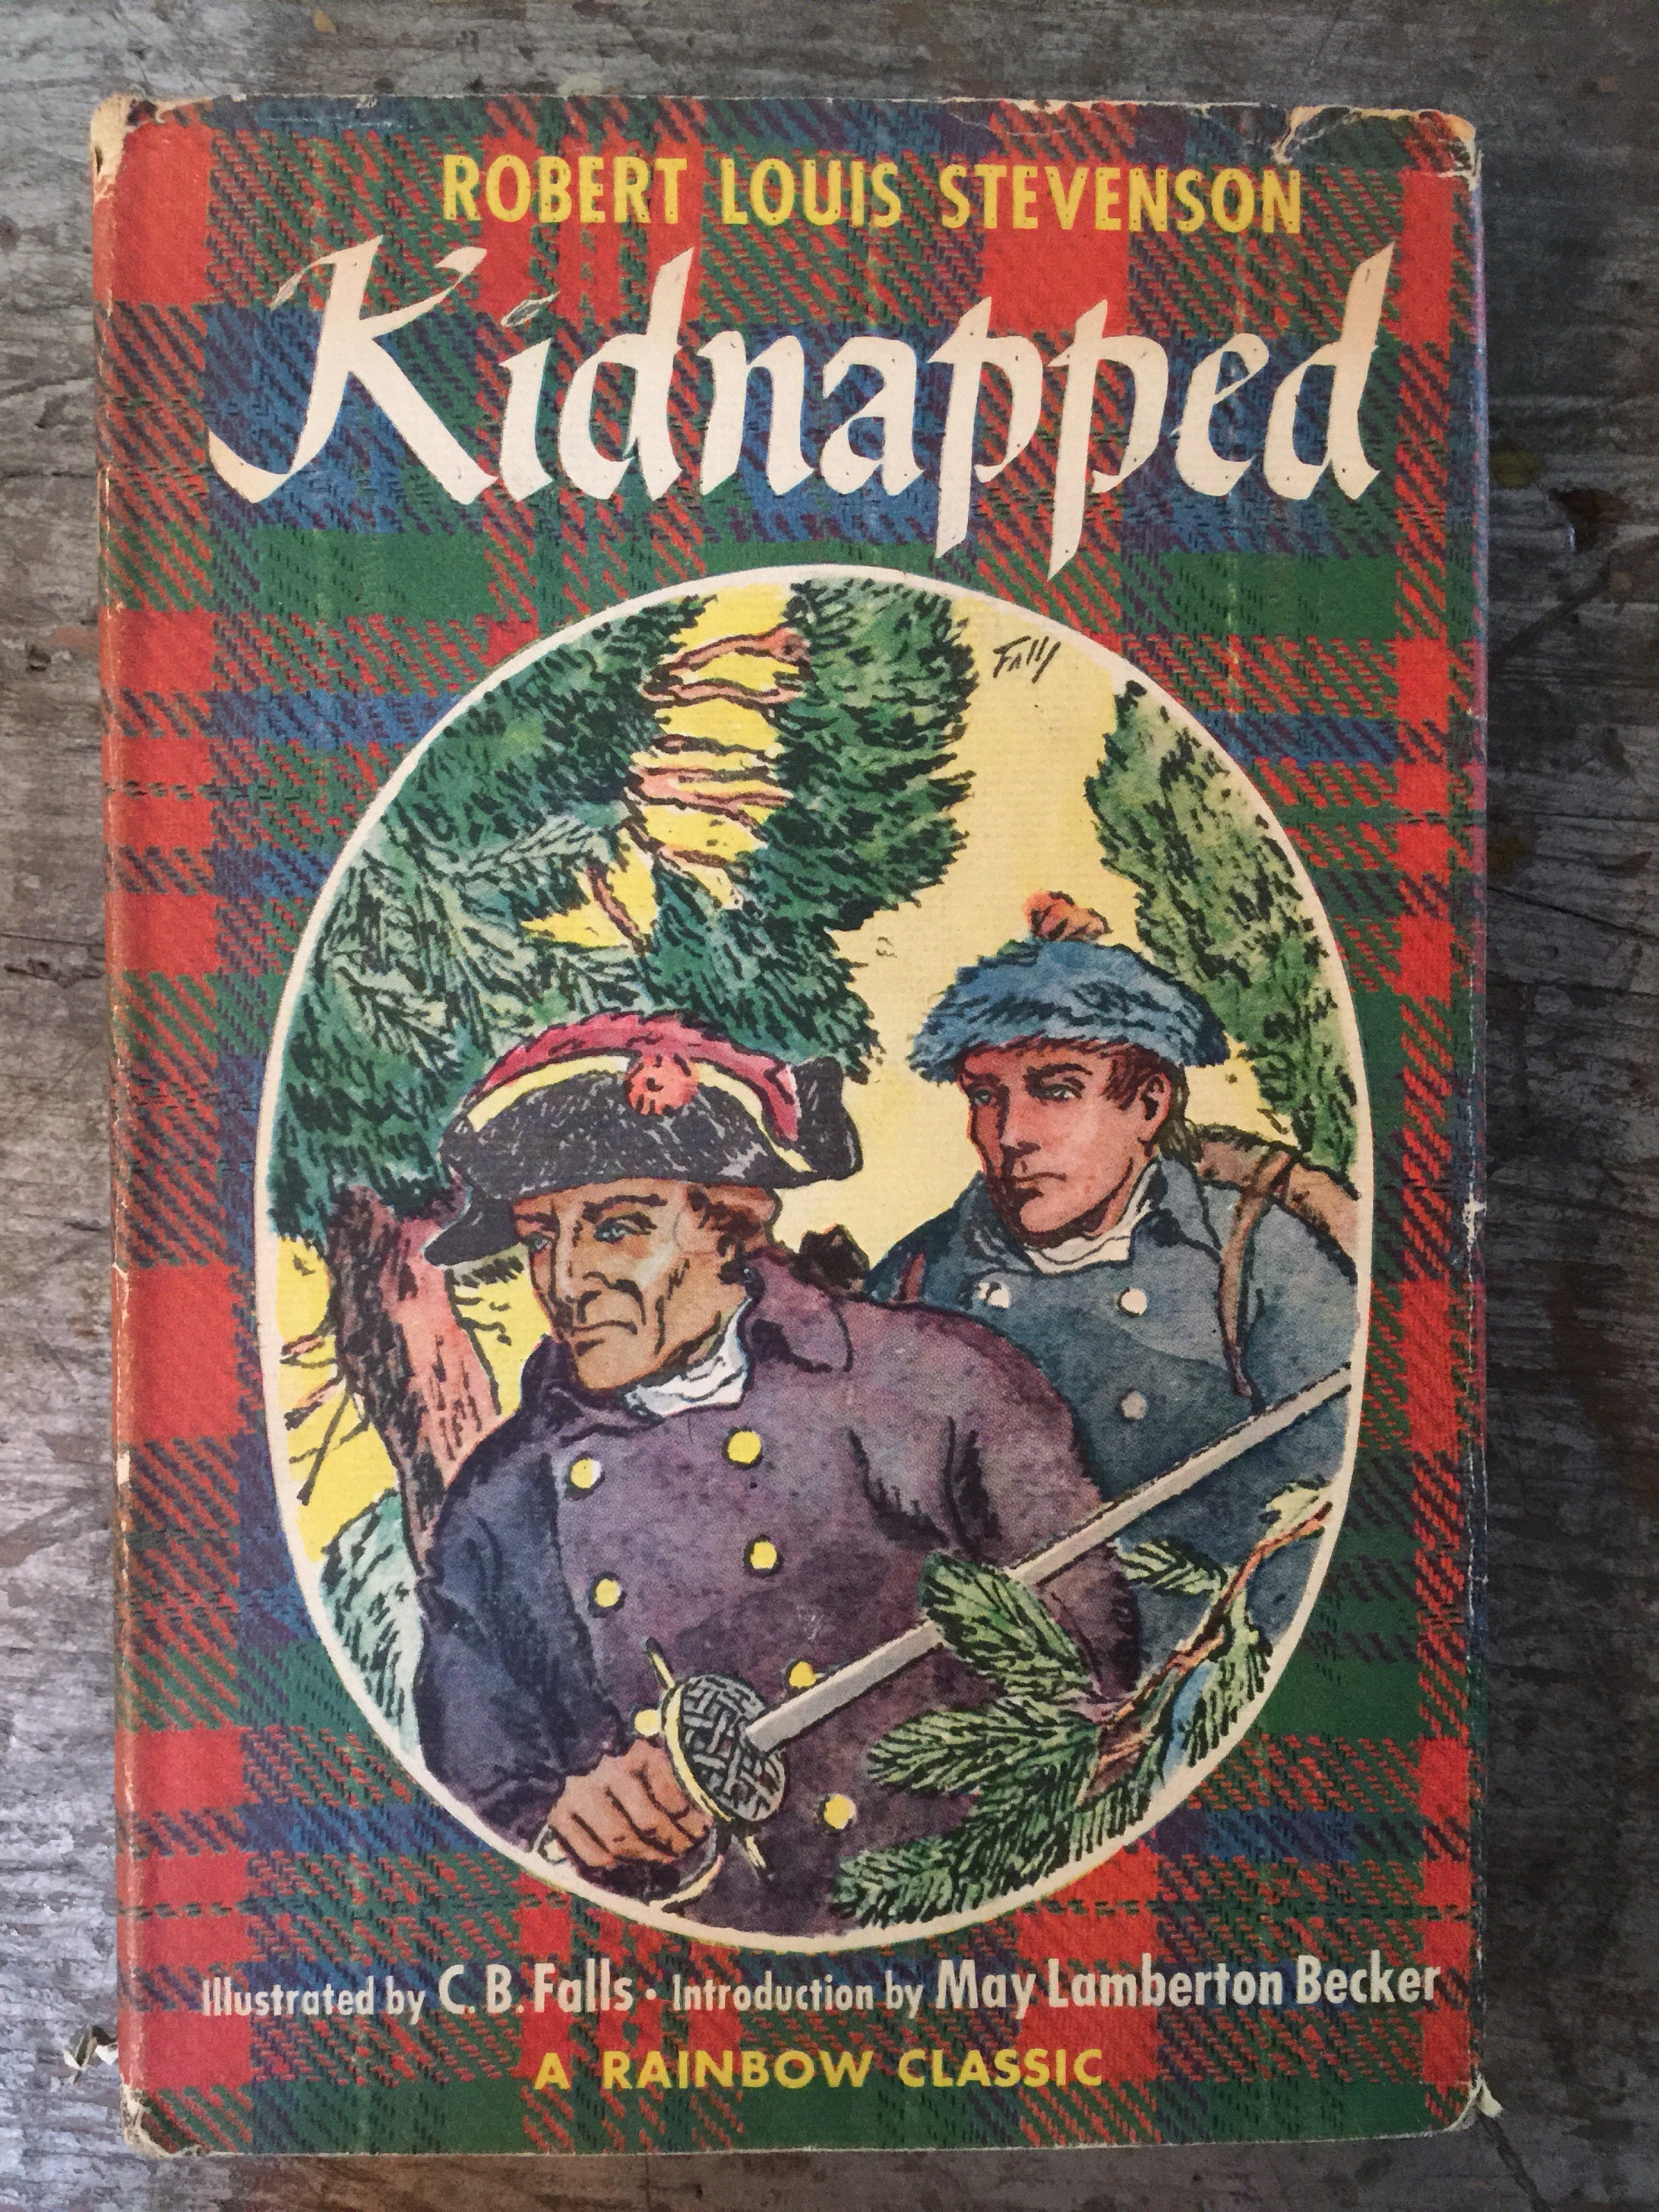 ROBERT LOUIS STEVENSON
Kidnapped
Falls
Illustrated by C. B. Falls · Introduction by May Lamberton Becker
A RAINBOW CLASSIC